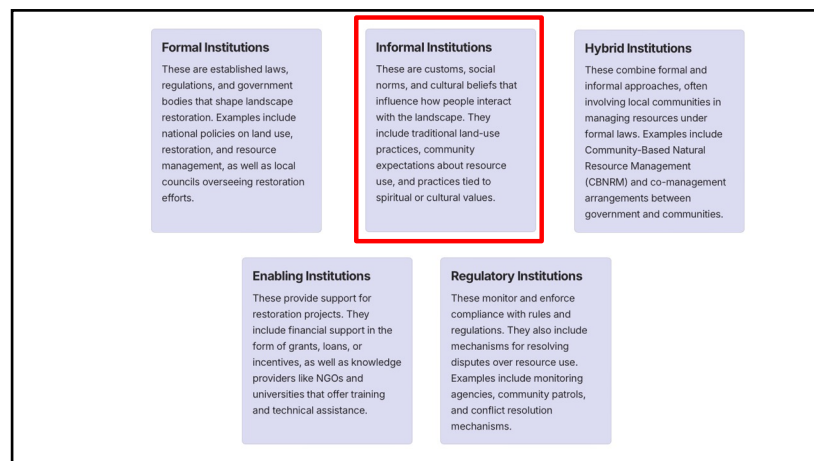 Formal Institutions
These are established laws,
regulations, and government
bodies that shape landscape
restoration. Examples include
national policies on land use,
restoration, and resource
management, as well as local
councils overseeing restoration
efforts.
Informal Institutions
These are customs, social
norms, and cultural beliefs that
influence how people interact
with the landscape. They
include traditional land-use
practices, community
expectations about resource
use, and practices tied to
spiritual or cultural values.
Hybrid Institutions
These combine formal and
informal approaches, often
involving local communities in
managing resources under
formal laws. Examples include
Community-Based Natural
Resource Management
(CBNRM) and co-management
arrangements between
government and communities.
Enabling Institutions
These provide support for
restoration projects. They
include financial support in the
form of grants, loans, or
incentives, as well as knowledge
providers like NGOs and
universities that offer training
and technical assistance.
Regulatory Institutions
These monitor and enforce
compliance with rules and
regulations. They also include
mechanisms for resolving
disputes over resource use.
Examples include monitoring
agencies, community patrols,
and conflict resolution
mechanisms.